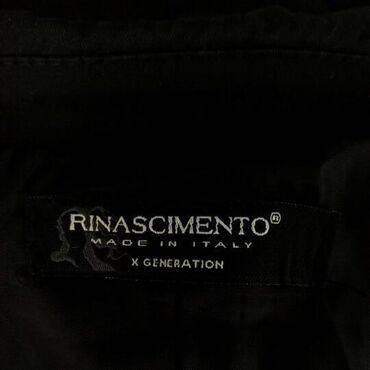 RINASCIMENTO®
MADE IN ITALY
X GENERATION